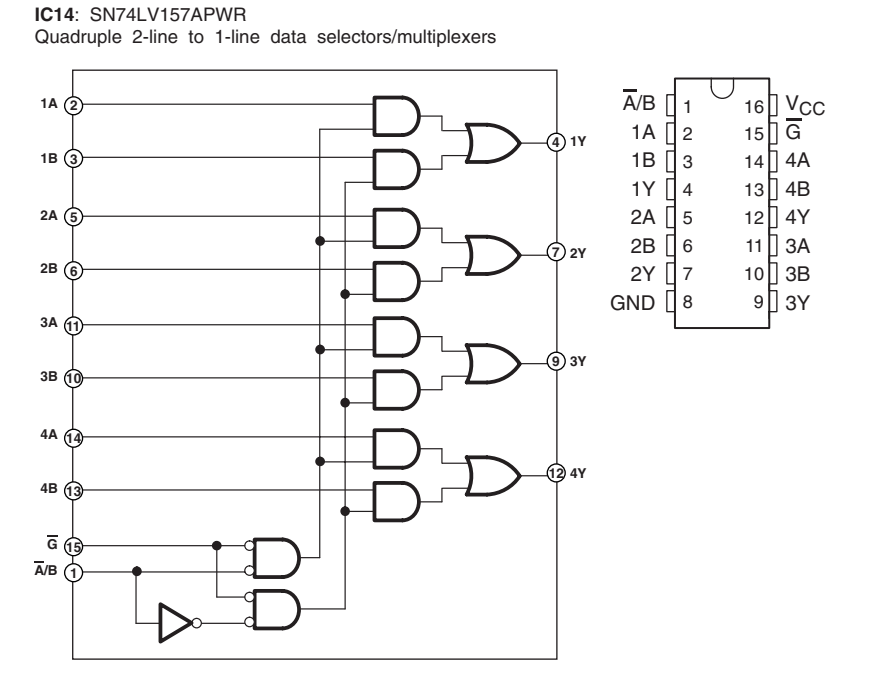 IC14: SN74LV157APWR
Quadruple 2-line to 1-line data selectors/multiplexers
1A 2
1B 3
4 1Y
2A 5
2B 6
7 2Y
3A 11
3B 10
9 3Y
4A 14
4B 13
12 4Y
G̅ 15
A̅/B 1
A̅/B 1 16 VCC
1A 2 15 G̅
1B 3 14 4A
1Y 4 13 4B
2A 5 12 4Y
2B 6 11 3A
2Y 7 10 3B
GND 8 9 3Y